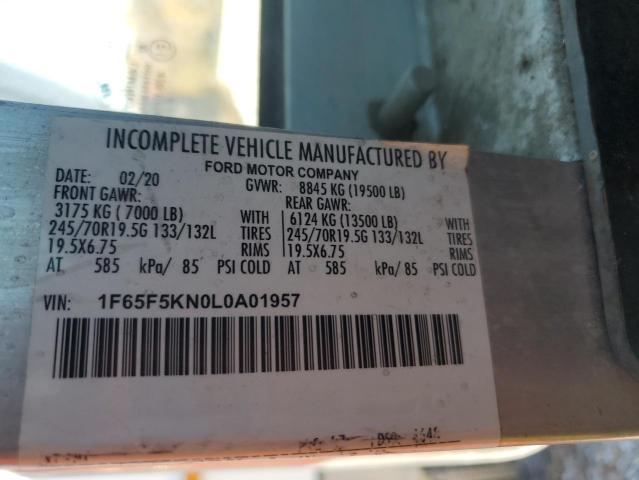 INCOMPLETE VEHICLE MANUFACTURED BY
FORD MOTOR COMPANY
DATE: 02/20 GVWR: 8845 KG (19500 LB)
FRONT GAWR: REAR GAWR:
3175 KG ( 7000 LB) WITH 6124 KG (13500 LB) WITH
245/70R19.5G 133/132L TIRES 245/70R19.5G 133/132L TIRES
19.5X6.75 RIMS 19.5X6.75 RIMS
AT 585 kPa/ 85 PSI COLD AT 585 kPa/ 85 PSI COLD
VIN: 1F65F5KN0L0A01957